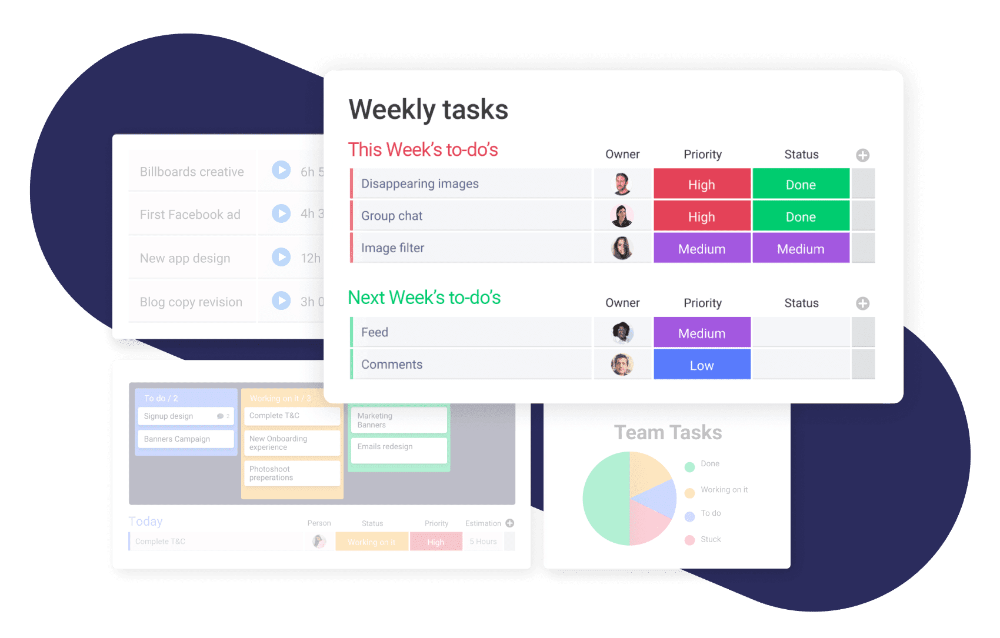 Weekly tasks
This Week's to-do's Owner Priority Status
Disappearing images High Done
Group chat High Done
Image filter Medium Medium
Next Week's to-do's Owner Priority Status
Feed Medium
Comments Low
Billboards creative 6h 5
First Facebook ad 4h 3
New app design 12h
Blog copy revision 3h 0
To do / 2
Signup design 2
Banners Campaign
Working on it / 3
Complete T&C
New Onboarding
experience
Photoshoot
preperations
Marketing
Banners
Emails redesign
Today Person Status Priority Estimation
Complete T&C Working on it High 5 Hours
Team Tasks
Done
Working on it
To do
Stuck